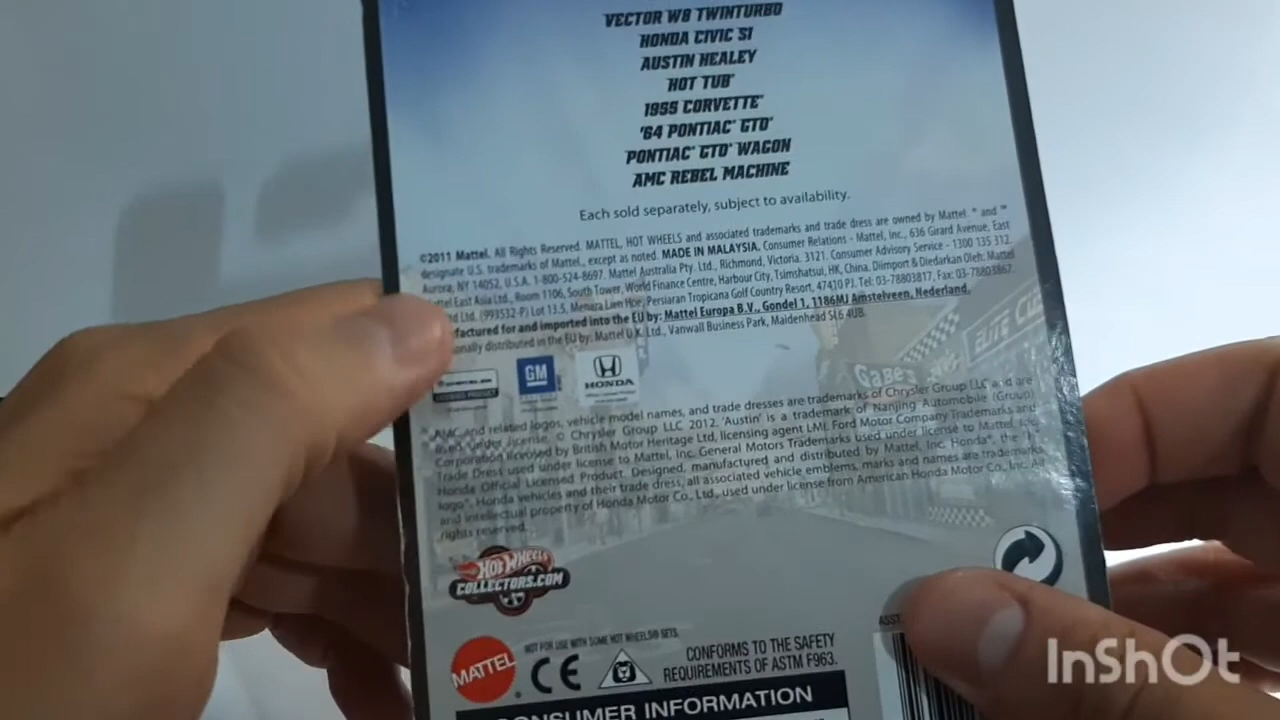 VECTOR W8 TWINTURBO
HONDA CIVIC SI
AUSTIN HEALEY
HOT TUB™
1955 CORVETTE™
'64 PONTIAC® GTO®
PONTIAC® GTO® WAGON
AMC REBEL MACHINE
Each sold separately, subject to availability.
©2011 Mattel. All Rights Reserved. MATTEL, HOT WHEELS and associated trademarks and trade dress are owned by Mattel. ® and ™
designate U.S. trademarks of Mattel, except as noted. MADE IN MALAYSIA. Consumer Relations - Mattel, Inc., 636 Girard Avenue, East
Aurora, NY 14052, U.S.A. 1-800-524-8697. Mattel Australia Pty. Ltd., Richmond, Victoria. 3121. Consumer Advisory Service - 1300 135 312.
East Asia Ltd., Room 1106, South Tower, World Finance Centre, Harbour City, Tsimshatsui, HK, China. Diimport & Diedarkan Oleh: Mattel
Ltd. (993532-P) Lot 13.5, Menara Lien Hoe, Persiaran Tropicana Golf Country Resort, 47410 PJ. Tel: 03-78803817, Fax: 03-78803867.
factured for and imported into the EU by: Mattel Europa B.V., Gondel 1, 1186MJ Amstelveen, Nederland.
onally distributed in the EU by: Mattel U.K. Ltd., Vanwall Business Park, Maidenhead SL6 4UB.
GM
HONDA
GABE'S
ELITE
AMC and related logos, vehicle model names, and trade dresses are trademarks of Chrysler Group LLC and are
used under license. © Chrysler Group LLC 2012. 'Austin' is a trademark of Nanjing Automobile (Group)
Corporation licensed by British Motor Heritage Ltd, licensing agent LMI. Ford Motor Company Trademarks and
Trade Dress used under license to Mattel, Inc. General Motors Trademarks used under license to Mattel, Inc.
Honda Official Licensed Product. Designed, manufactured and distributed by Mattel, Inc. Honda®, the
logo®, Honda vehicles and their trade dress, all associated vehicle emblems, marks and names are trademarks
and intellectual property of Honda Motor Co., Ltd., used under license from American Honda Motor Co., Inc. All
rights reserved.
HOT WHEELS
COLLECTORS.COM
MATTEL
NOT FOR USE WITH SOME HOT WHEELS® SETS.
CE
CONFORMS TO THE SAFETY
REQUIREMENTS OF ASTM F963.
ASST.
CONSUMER INFORMATION
InShOt